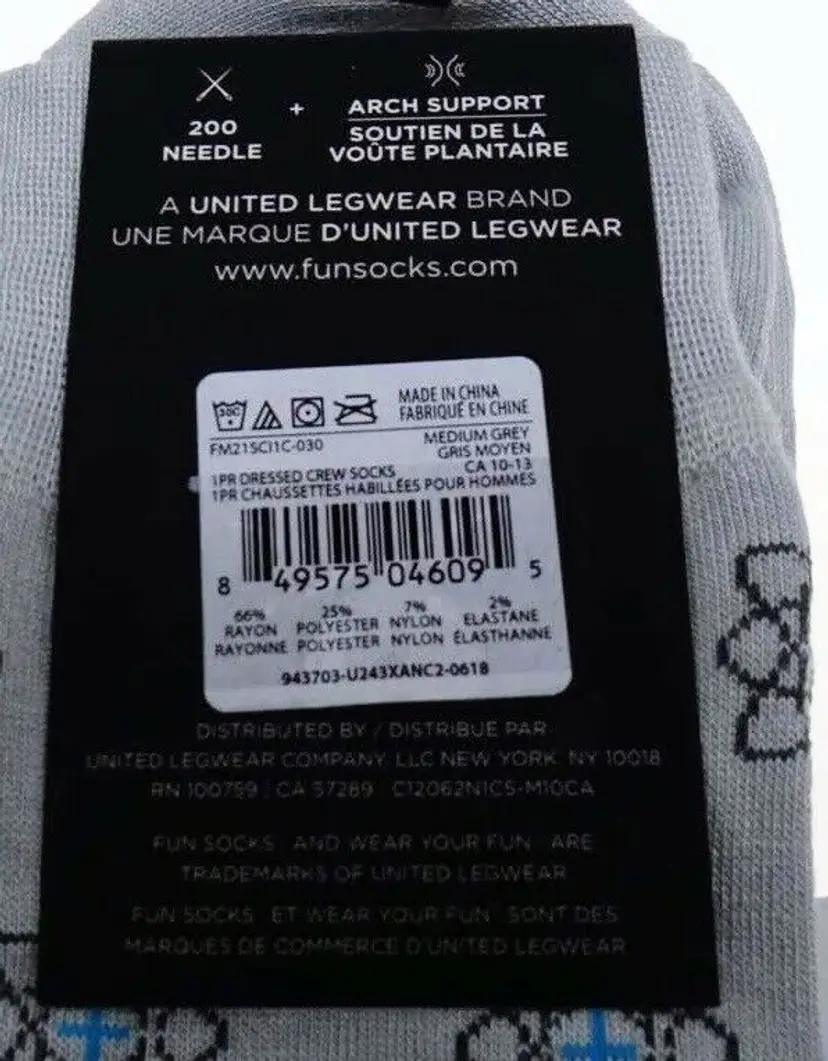 200
NEEDLE
+
ARCH SUPPORT
SOUTIEN DE LA
VOÛTE PLANTAIRE
A UNITED LEGWEAR BRAND
UNE MARQUE D'UNITED LEGWEAR
www.funsocks.com
30C
MADE IN CHINA
FABRIQUÉ EN CHINE
FM21SCI1C-030
MEDIUM GREY
GRIS MOYEN
CA 10-13
1PR DRESSED CREW SOCKS
1PR CHAUSSETTES HABILLÉES POUR HOMMES
8 49575 04609 5
66% 25% 7% 2%
RAYON POLYESTER NYLON ELASTANE
RAYONNE POLYESTER NYLON ÉLASTHANNE
943703-U243XANC2-0618
DISTRIBUTED BY / DISTRIBUE PAR
UNITED LEGWEAR COMPANY, LLC NEW YORK, NY 10018
RN 100759 CA 57289 C12062N1CS-M10CA
FUN SOCKS AND WEAR YOUR FUN ARE
TRADEMARKS OF UNITED LEGWEAR
FUN SOCKS ET WEAR YOUR FUN SONT DES
MARQUES DE COMMERCE D'UNITED LEGWEAR